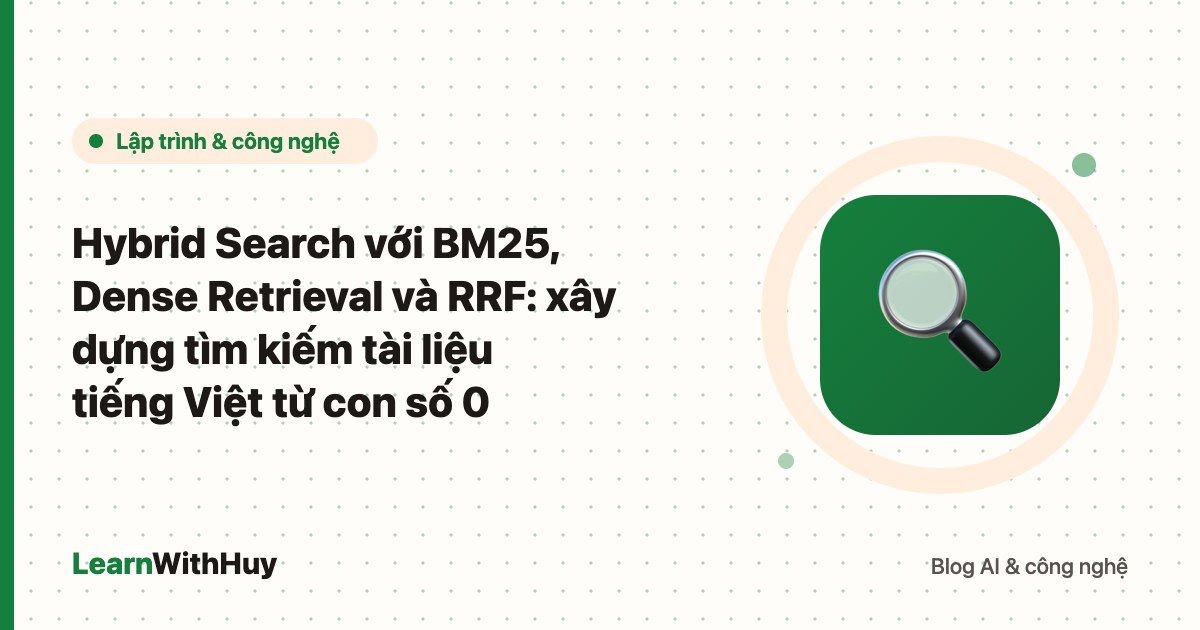 Lập trình & công nghệ
Hybrid Search với BM25,
Dense Retrieval và RRF: xây
dựng tìm kiếm tài liệu
tiếng Việt từ con số 0
LearnWithHuy
Blog AI & công nghệ